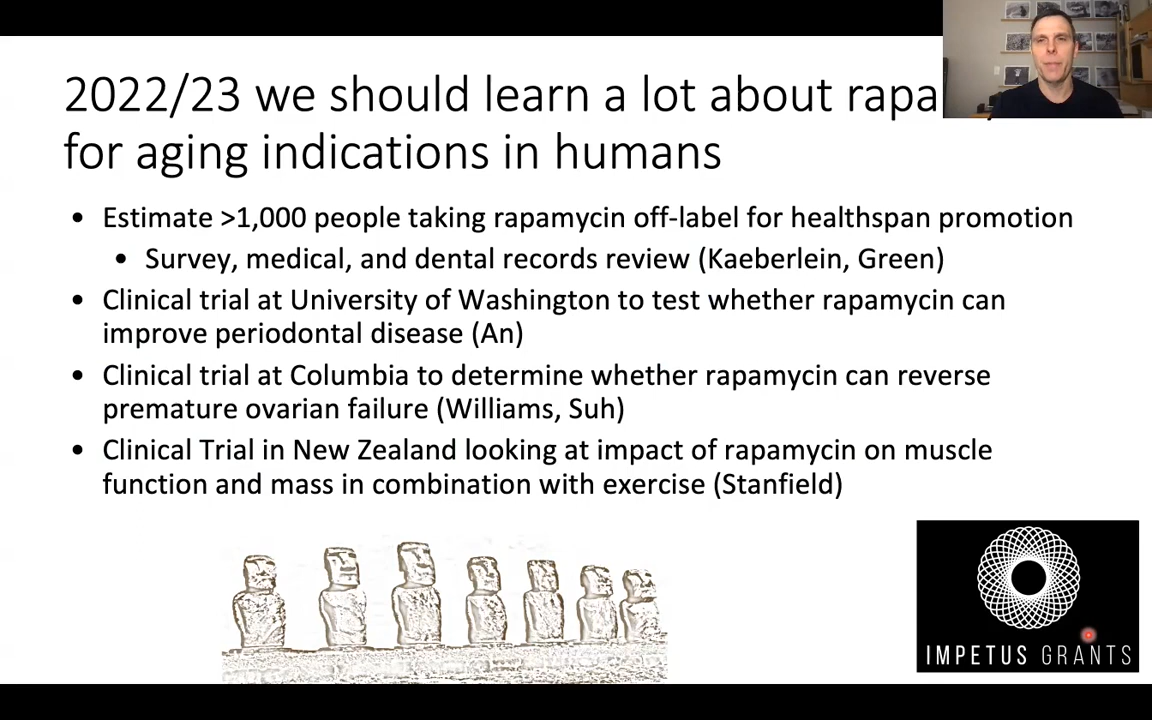 2022/23 we should learn a lot about rapa
for aging indications in humans
• Estimate >1,000 people taking rapamycin off-label for healthspan promotion
• Survey, medical, and dental records review (Kaeberlein, Green)
• Clinical trial at University of Washington to test whether rapamycin can
improve periodontal disease (An)
• Clinical trial at Columbia to determine whether rapamycin can reverse
premature ovarian failure (Williams, Suh)
• Clinical Trial in New Zealand looking at impact of rapamycin on muscle
function and mass in combination with exercise (Stanfield)
IMPETUS GRANTS